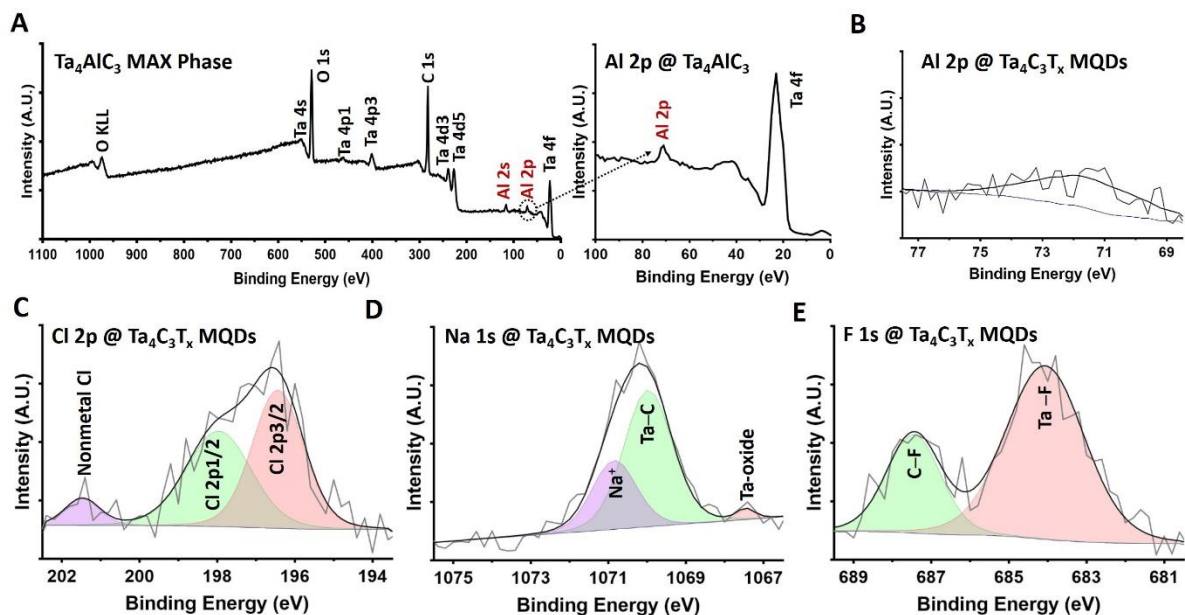 A
Ta₄AlC₃ MAX Phase
Intensity (A.U.)
O KLL
Ta 4s
O 1s
Ta 4p1
Ta 4p3
C 1s
Ta 4d3
Ta 4d5
Al 2s
Al 2p
Ta 4f
1100 1000 900 800 700 600 500 400 300 200 100 0
Binding Energy (eV)
Al 2p @ Ta₄AlC₃
Intensity (A.U.)
Al 2p
Ta 4f
100 80 60 40 20 0
Binding Energy (eV)
B
Al 2p @ Ta₄C₃Tₓ MQDs
Intensity (A.U.)
77 75 73 71 69
Binding Energy (eV)
C
Cl 2p @ Ta₄C₃Tₓ MQDs
Intensity (A.U.)
Nonmetal Cl
Cl 2p1/2
Cl 2p3/2
202 200 198 196 194
Binding Energy (eV)
D
Na 1s @ Ta₄C₃Tₓ MQDs
Intensity (A.U.)
Na⁺
Ta–C
Ta-oxide
1075 1073 1071 1069 1067
Binding Energy (eV)
E
F 1s @ Ta₄C₃Tₓ MQDs
Intensity (A.U.)
C–F
Ta –F
689 687 685 683 681
Binding Energy (eV)